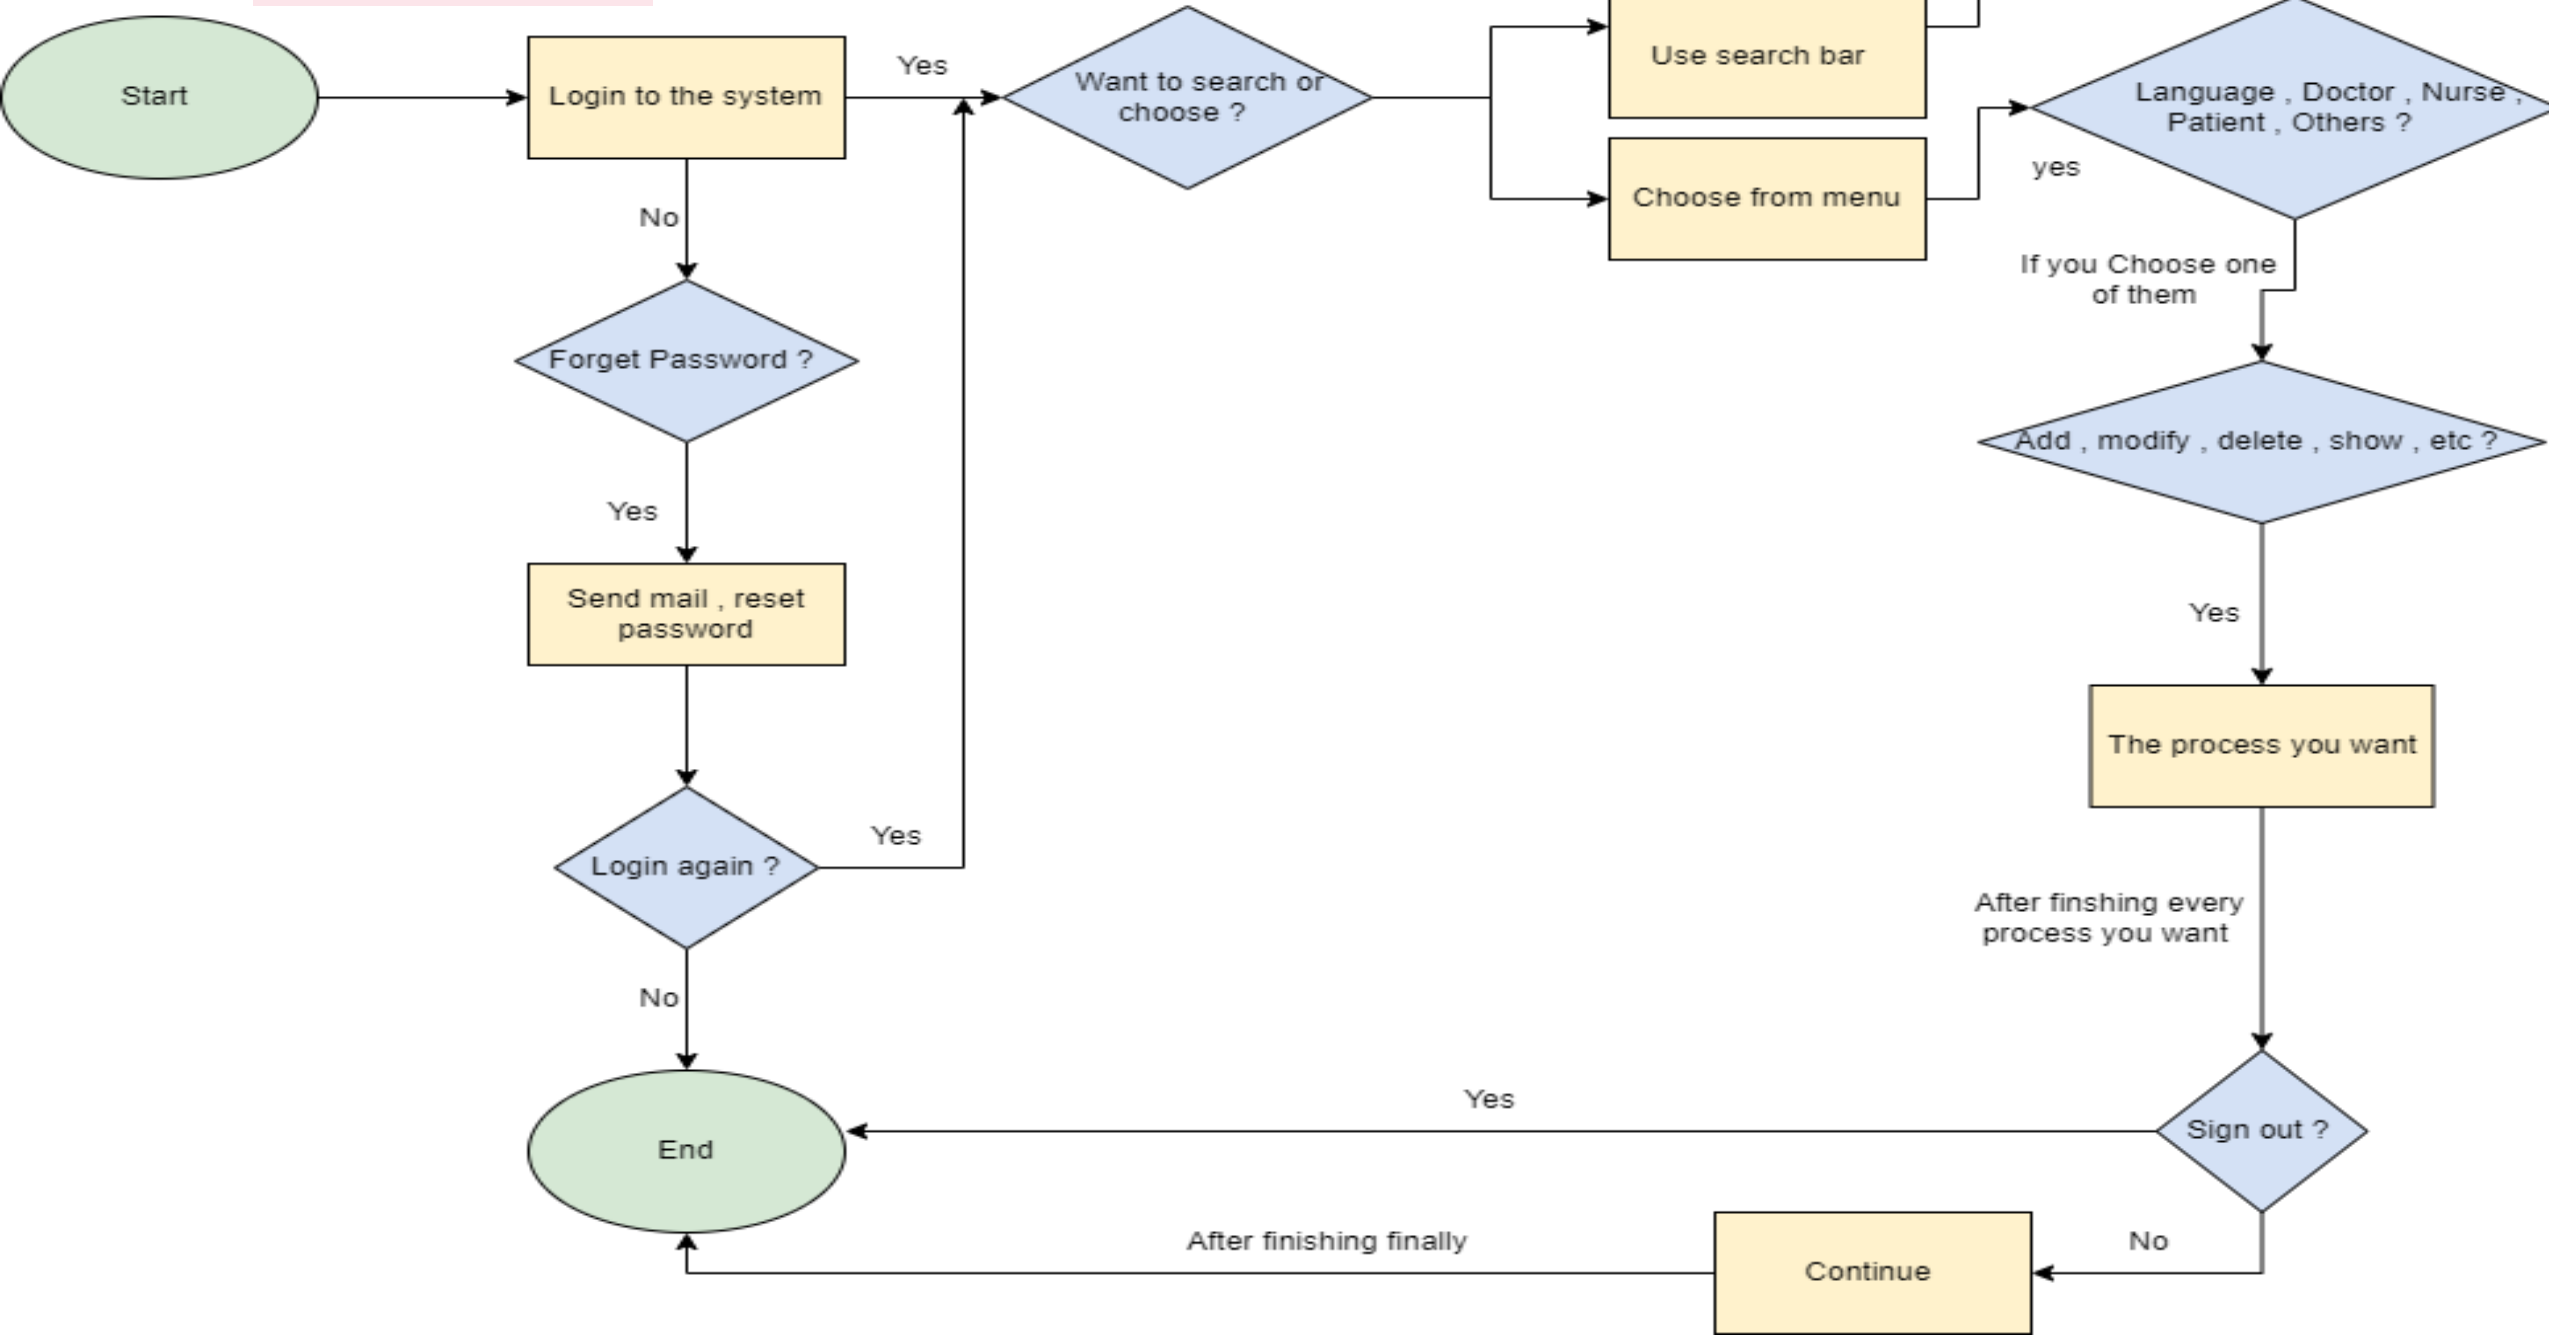 Start
Login to the system
Yes
Want to search or
choose ?
Use search bar
Choose from menu
Language , Doctor , Nurse ,
Patient , Others ?
yes
No
If you Choose one
of them
Forget Password ?
Add , modify , delete , show , etc ?
Yes
Send mail , reset
password
Yes
The process you want
Login again ?
Yes
After finshing every
process you want
No
End
Yes
Sign out ?
After finishing finally
Continue
No